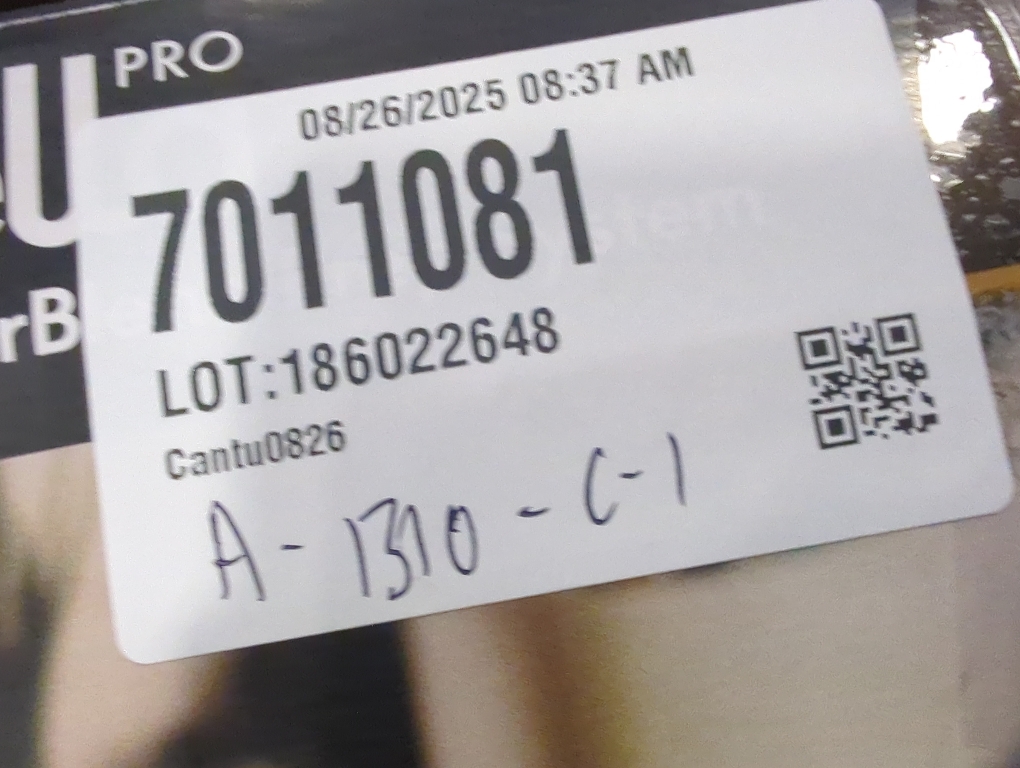 PRO
08/26/2025 08:37 AM
7011081
LOT:186022648
Cantu0826
A - 1310 - C-1